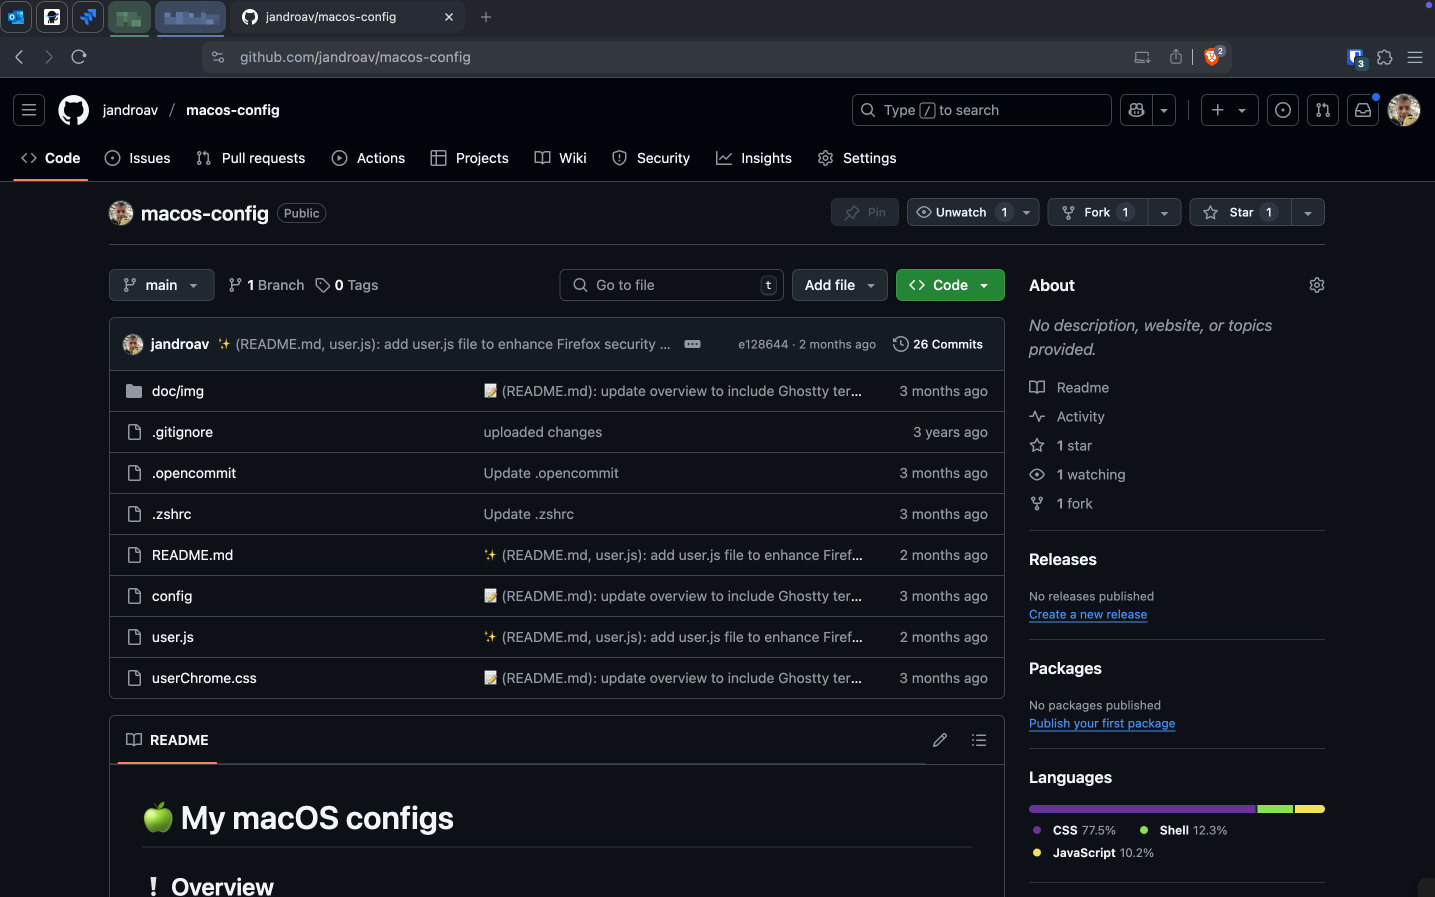 jandroav/macos-config
github.com/jandroav/macos-config
2
3
jandroav / macos-config
Type / to search
Code
Issues
Pull requests
Actions
Projects
Wiki
Security
Insights
Settings
macos-config Public
Pin
Unwatch 1
Fork 1
Star 1
main
1 Branch
0 Tags
Go to file t
Add file
Code
jandroav ✨ (README.md, user.js): add user.js file to enhance Firefox security ...
e128644 · 2 months ago
26 Commits
doc/img 📝 (README.md): update overview to include Ghostty ter... 3 months ago
.gitignore uploaded changes 3 years ago
.opencommit Update .opencommit 3 months ago
.zshrc Update .zshrc 3 months ago
README.md ✨ (README.md, user.js): add user.js file to enhance Firef... 2 months ago
config 📝 (README.md): update overview to include Ghostty ter... 3 months ago
user.js ✨ (README.md, user.js): add user.js file to enhance Firef... 2 months ago
userChrome.css 📝 (README.md): update overview to include Ghostty ter... 3 months ago
README
🍏 My macOS configs
❕ Overview
About
No description, website, or topics
provided.
Readme
Activity
1 star
1 watching
1 fork
Releases
No releases published
Create a new release
Packages
No packages published
Publish your first package
Languages
CSS 77.5%
Shell 12.3%
JavaScript 10.2%